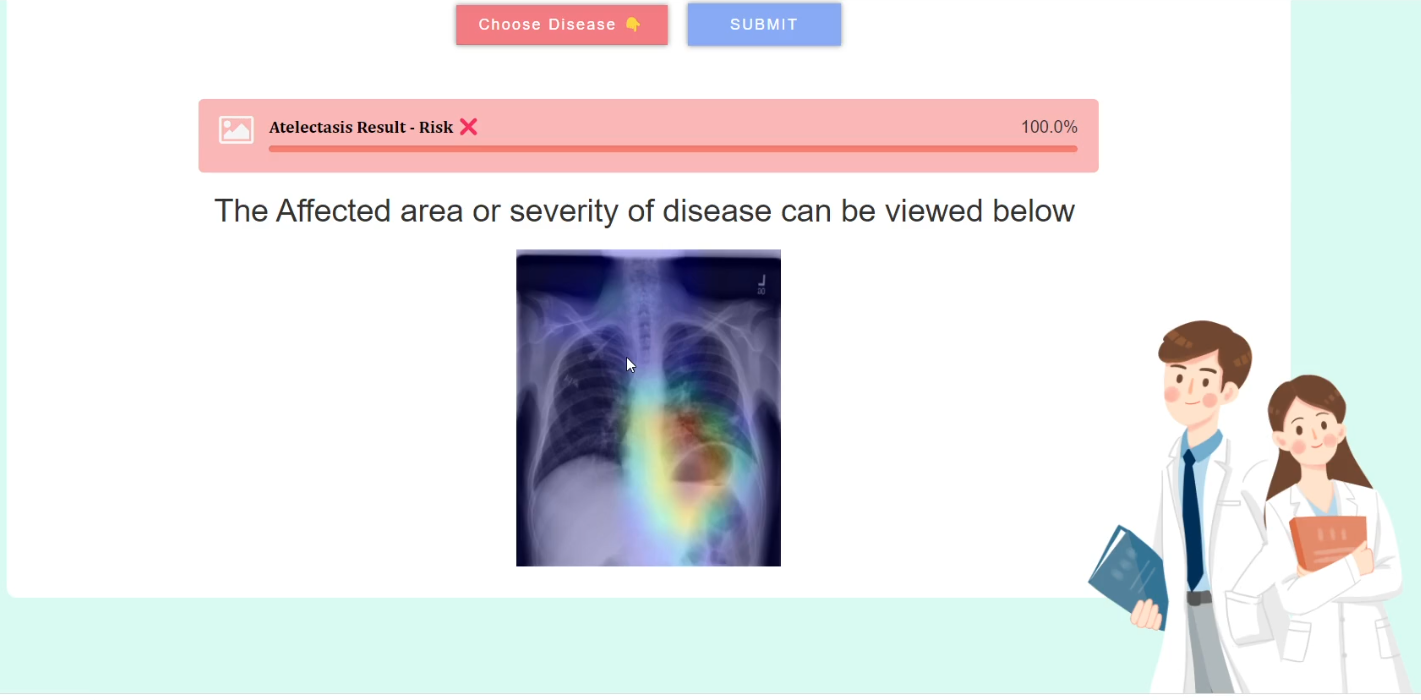 Choose Disease 👇
SUBMIT
Atelectasis Result - Risk ❌
100.0%
The Affected area or severity of disease can be viewed below
L